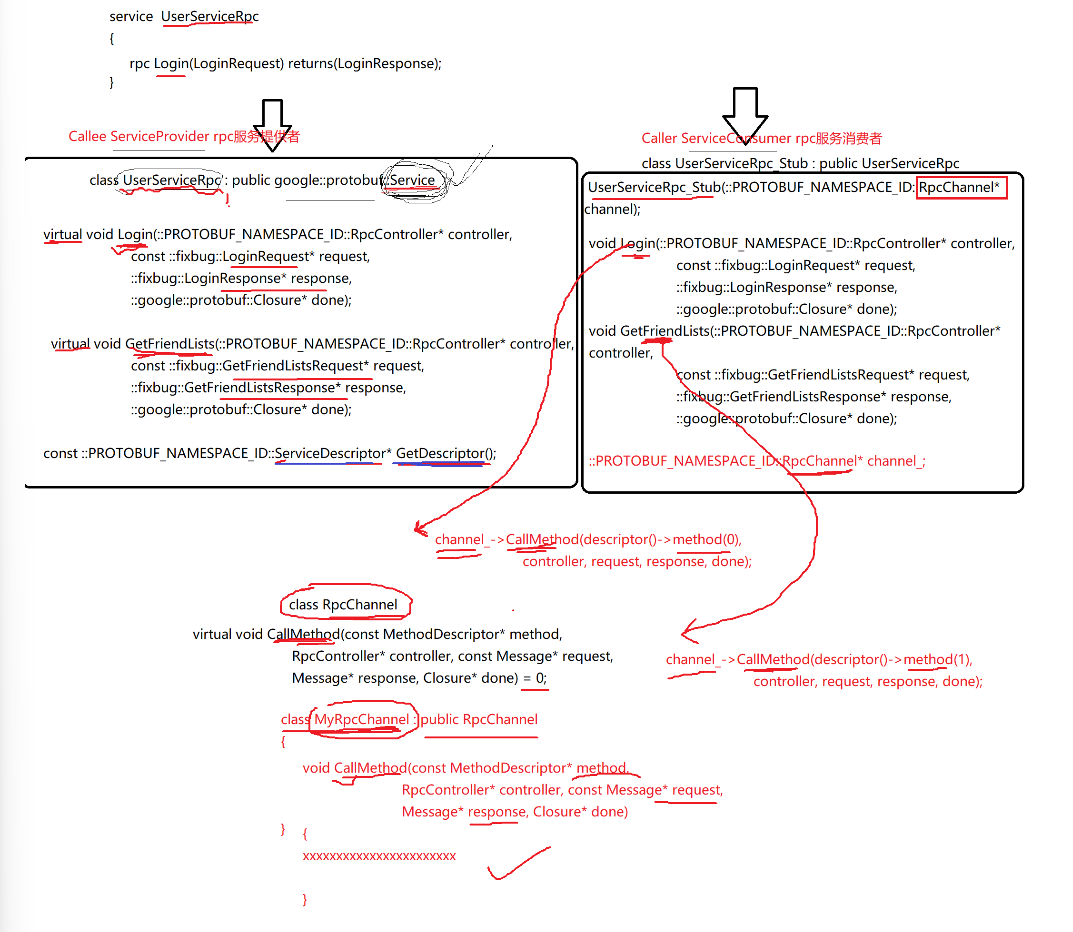 service UserServiceRpc
{
rpc Login(LoginRequest) returns(LoginResponse);
}
Callee ServiceProvider rpc服务提供者
class UserServiceRpc : public google::protobuf::Service
virtual void Login(::PROTOBUF_NAMESPACE_ID::RpcController* controller,
const ::fixbug::LoginRequest* request,
::fixbug::LoginResponse* response,
::google::protobuf::Closure* done);
virtual void GetFriendLists(::PROTOBUF_NAMESPACE_ID::RpcController* controller,
const ::fixbug::GetFriendListsRequest* request,
::fixbug::GetFriendListsResponse* response,
::google::protobuf::Closure* done);
const ::PROTOBUF_NAMESPACE_ID::ServiceDescriptor* GetDescriptor();
Caller ServiceConsumer rpc服务消费者
class UserServiceRpc_Stub : public UserServiceRpc
UserServiceRpc_Stub(::PROTOBUF_NAMESPACE_ID::RpcChannel*
channel);
void Login(::PROTOBUF_NAMESPACE_ID::RpcController* controller,
const ::fixbug::LoginRequest* request,
::fixbug::LoginResponse* response,
::google::protobuf::Closure* done);
void GetFriendLists(::PROTOBUF_NAMESPACE_ID::RpcController*
controller,
const ::fixbug::GetFriendListsRequest* request,
::fixbug::GetFriendListsResponse* response,
::google::protobuf::Closure* done);
::PROTOBUF_NAMESPACE_ID::RpcChannel* channel_;
channel_->CallMethod(descriptor()->method(0),
controller, request, response, done);
class RpcChannel
virtual void CallMethod(const MethodDescriptor* method,
RpcController* controller, const Message* request,
Message* response, Closure* done) = 0;
channel_->CallMethod(descriptor()->method(1),
controller, request, response, done);
class MyRpcChannel : public RpcChannel
{
void CallMethod(const MethodDescriptor* method,
RpcController* controller, const Message* request,
Message* response, Closure* done)
} {
xxxxxxxxxxxxxxxxxxxxxxxx
}